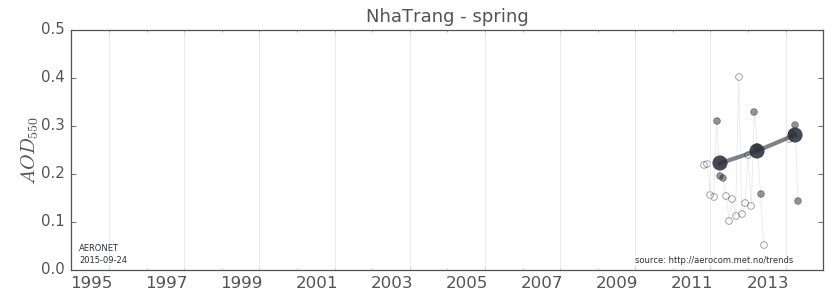 NhaTrang - spring
0.5
0.4
0.3
0.2
0.1
0.0
AOD550
AERONET
2015-09-24
source: http://aerocom.met.no/trends
1995 1997 1999 2001 2003 2005 2007 2009 2011 2013